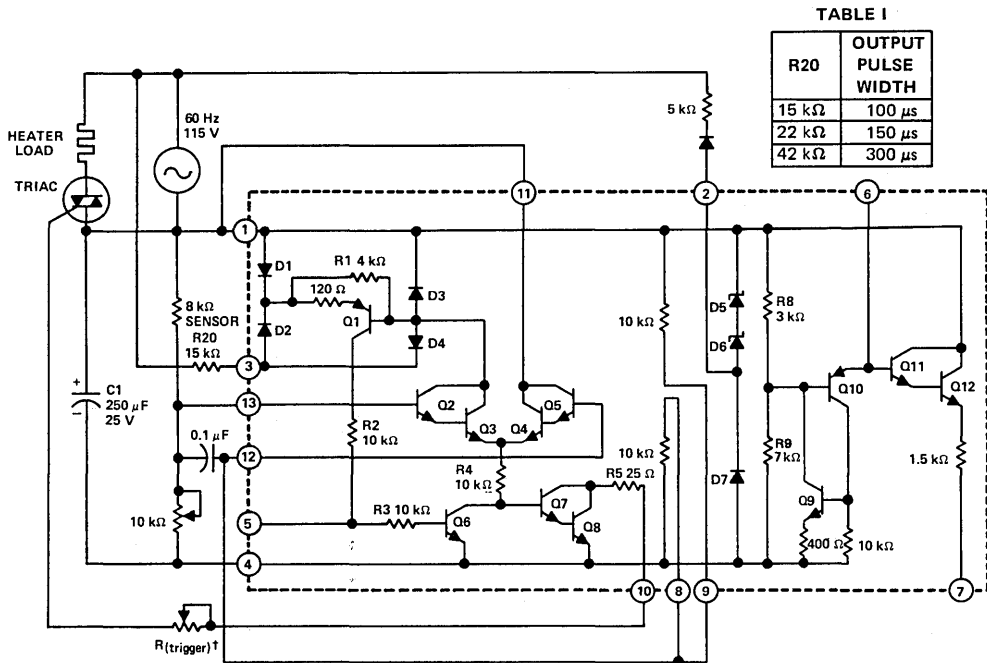 TABLE I
R20 OUTPUT PULSE WIDTH
15 kΩ 100 μs
22 kΩ 150 μs
42 kΩ 300 μs
HEATER
LOAD
TRIAC
60 Hz
115 V
5 kΩ
11
2
6
1
D1
R1 4 kΩ
120 Ω
D3
D2
Q1
D4
8 kΩ
SENSOR
R20
15 kΩ
3
10 kΩ
D5
D6
R8
3 kΩ
Q10
Q11
Q12
+
C1
250 μF
25 V
−
13
Q2
Q3
Q4
Q5
R2
10 kΩ
0.1 μF
12
R4
10 kΩ
10 kΩ
R5 25 Ω
D7
R9
7kΩ
1.5 kΩ
10 kΩ
5
R3 10 kΩ
Q6
Q7
Q8
Q9
400 Ω
10 kΩ
4
10
8
9
7
R(trigger)†